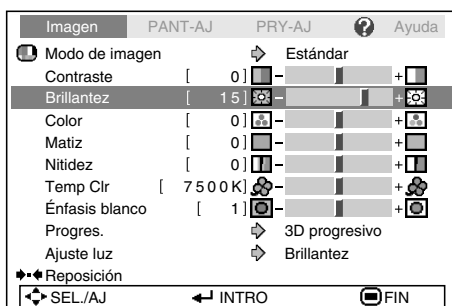 Imagen PANT-AJ PRY-AJ ? Ayuda
Modo de imagen Estándar
Contraste [ 0] - +
Brillantez [ 15] - +
Color [ 0] - +
Matiz [ 0] - +
Nitidez [ 0] - +
Temp Clr [ 7500K] - +
Énfasis blanco [ 1] - +
Progres. 3D progresivo
Ajuste luz Brillantez
Reposición
SEL./AJ INTRO FIN